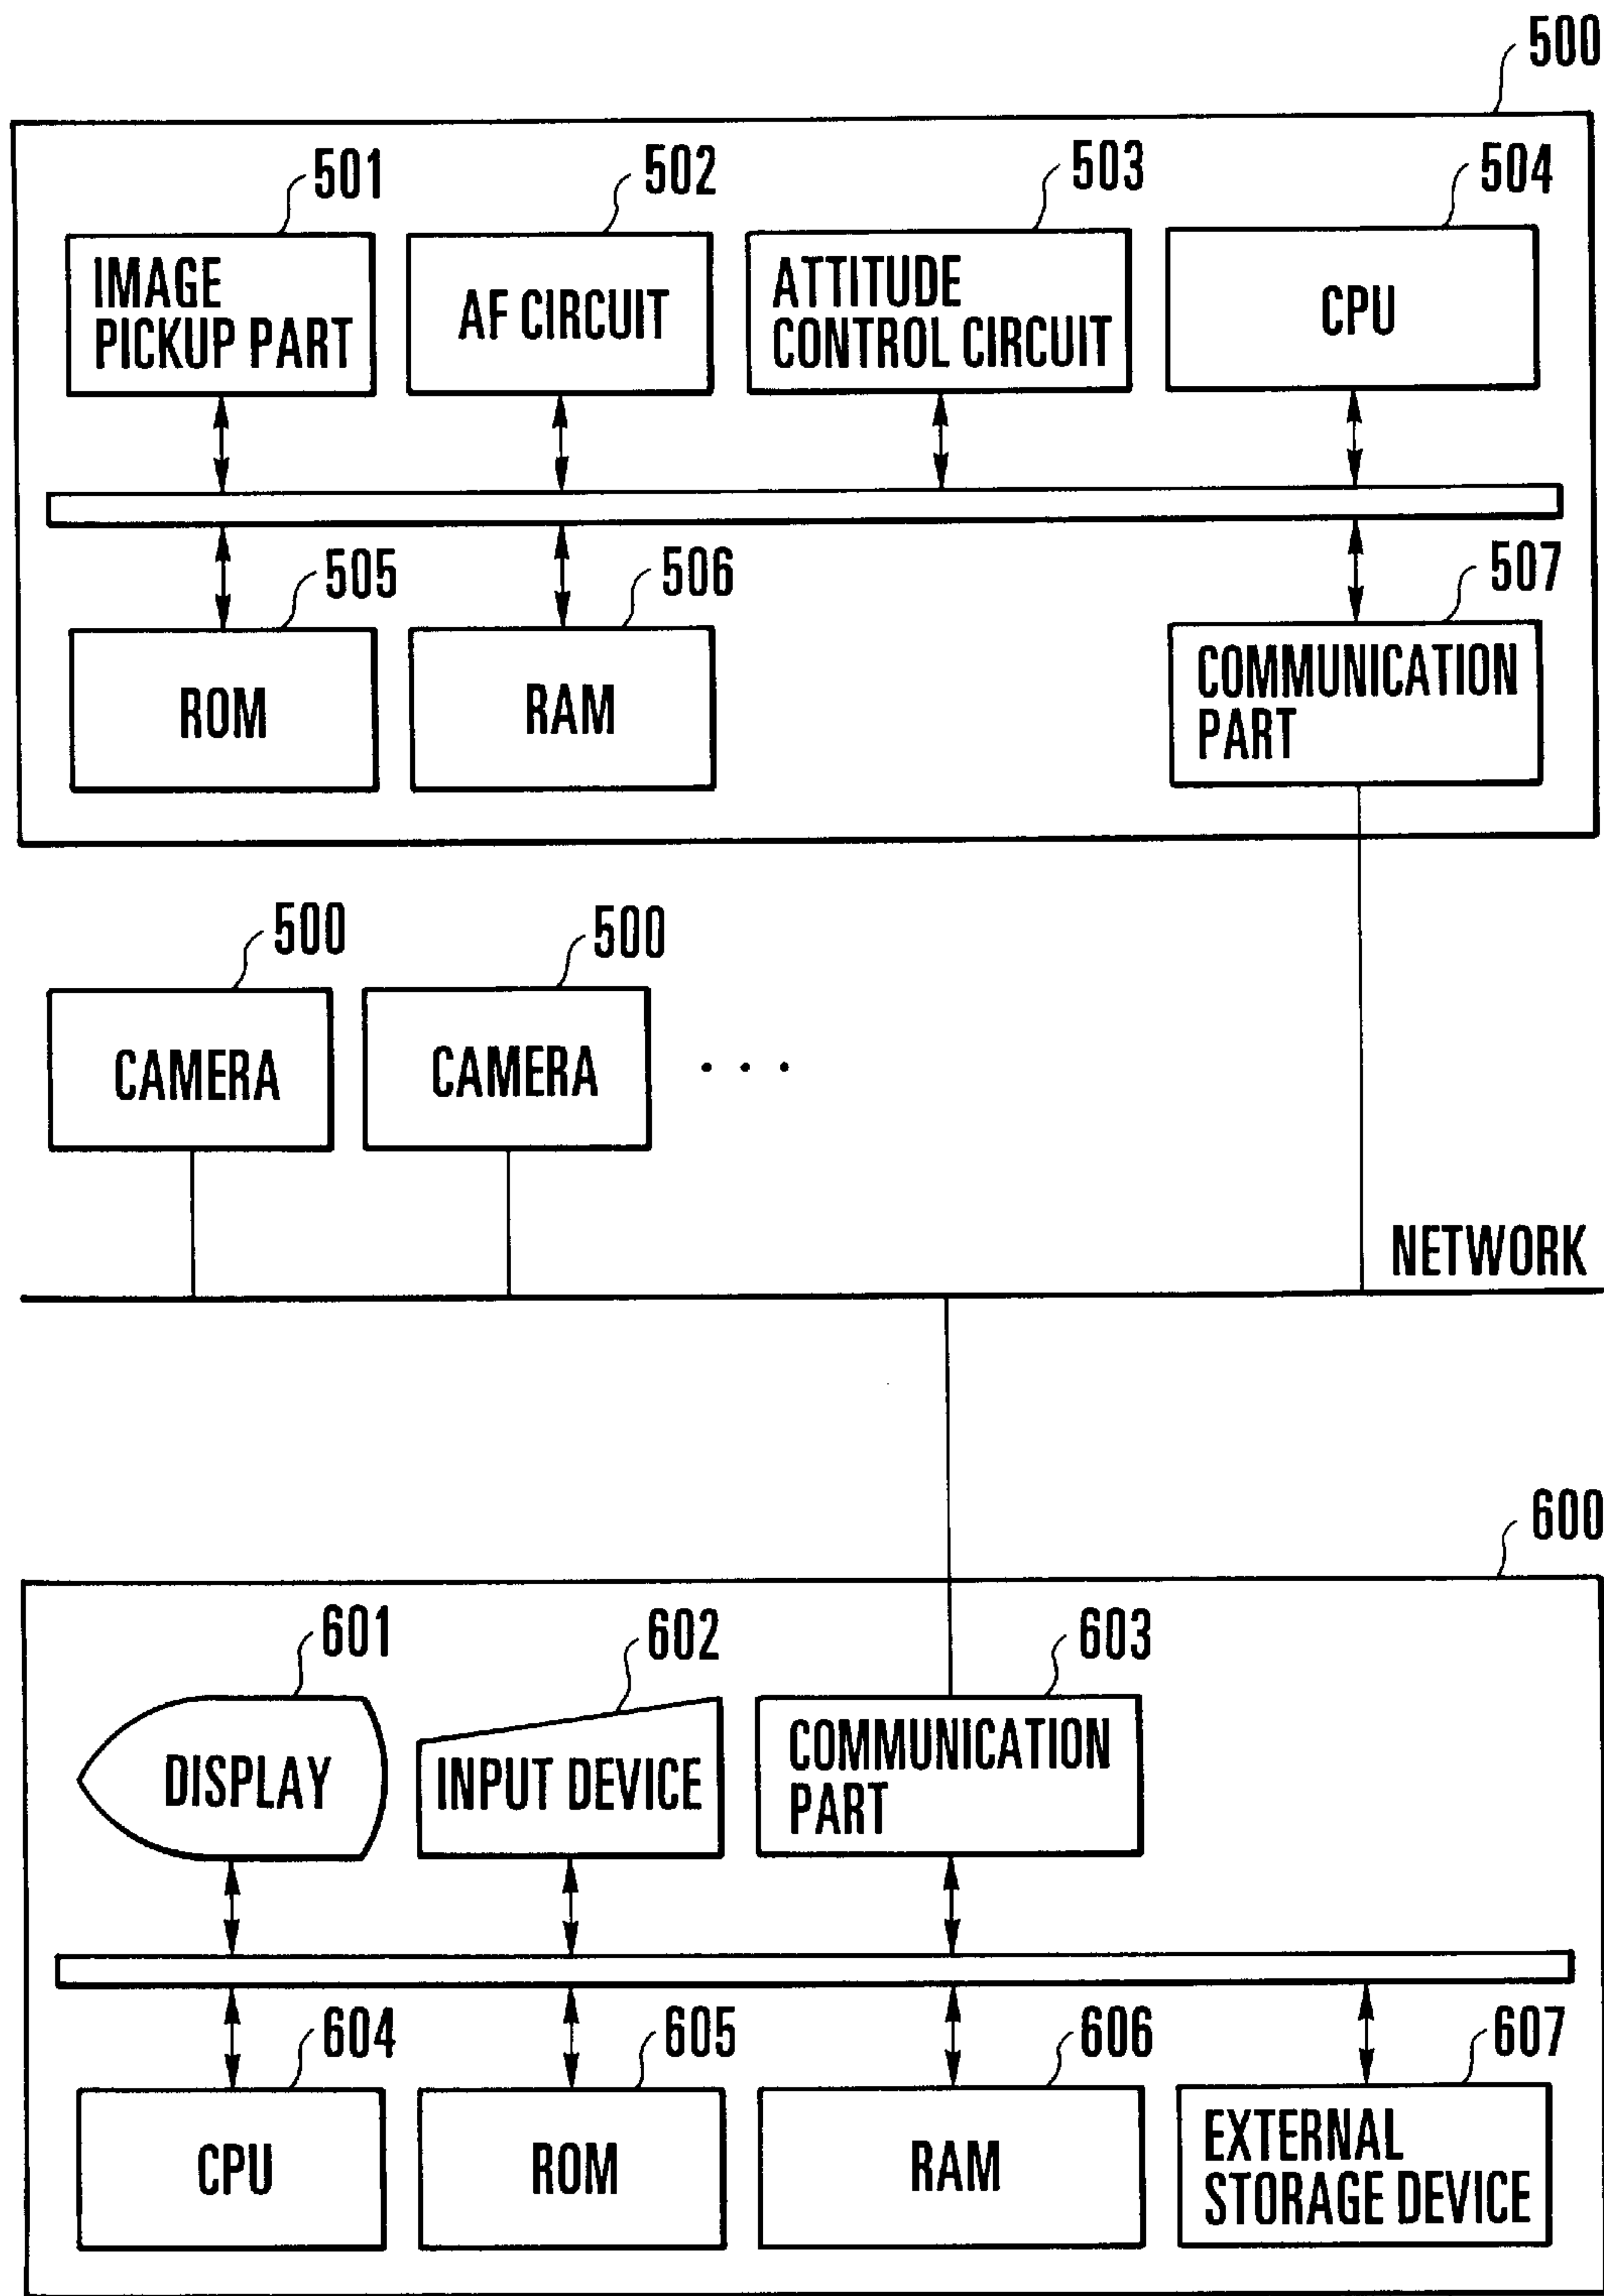 500
501
502
503
504
IMAGE
PICKUP PART
AF CIRCUIT
ATTITUDE
CONTROL CIRCUIT
CPU
505
506
507
ROM
RAM
COMMUNICATION
PART
500
500
CAMERA
CAMERA
. . .
NETWORK
600
601
602
603
DISPLAY
INPUT DEVICE
COMMUNICATION
PART
604
605
606
607
CPU
ROM
RAM
EXTERNAL
STORAGE DEVICE